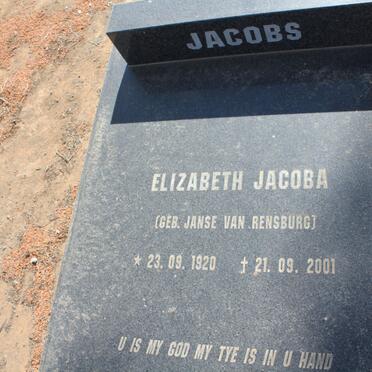 JACOBS
ELIZABETH JACOBA
(GEB. JANSE VAN RENSBURG)
* 23. 09. 1920 † 21. 09. 2001
U IS MY GOD MY TYE IS IN U HAND